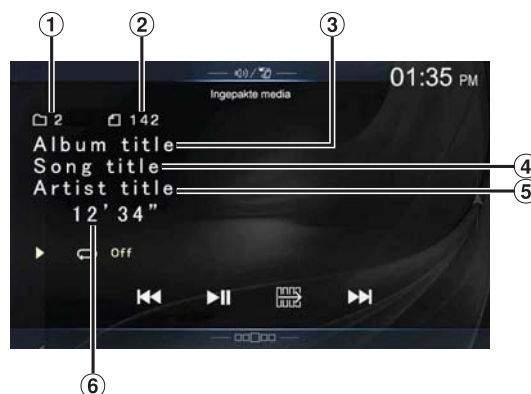 1 2 3
01:35 PM
Ingepakte media
2 142
Album title
Song title 4
Artist title 5
12'34"
Off
6